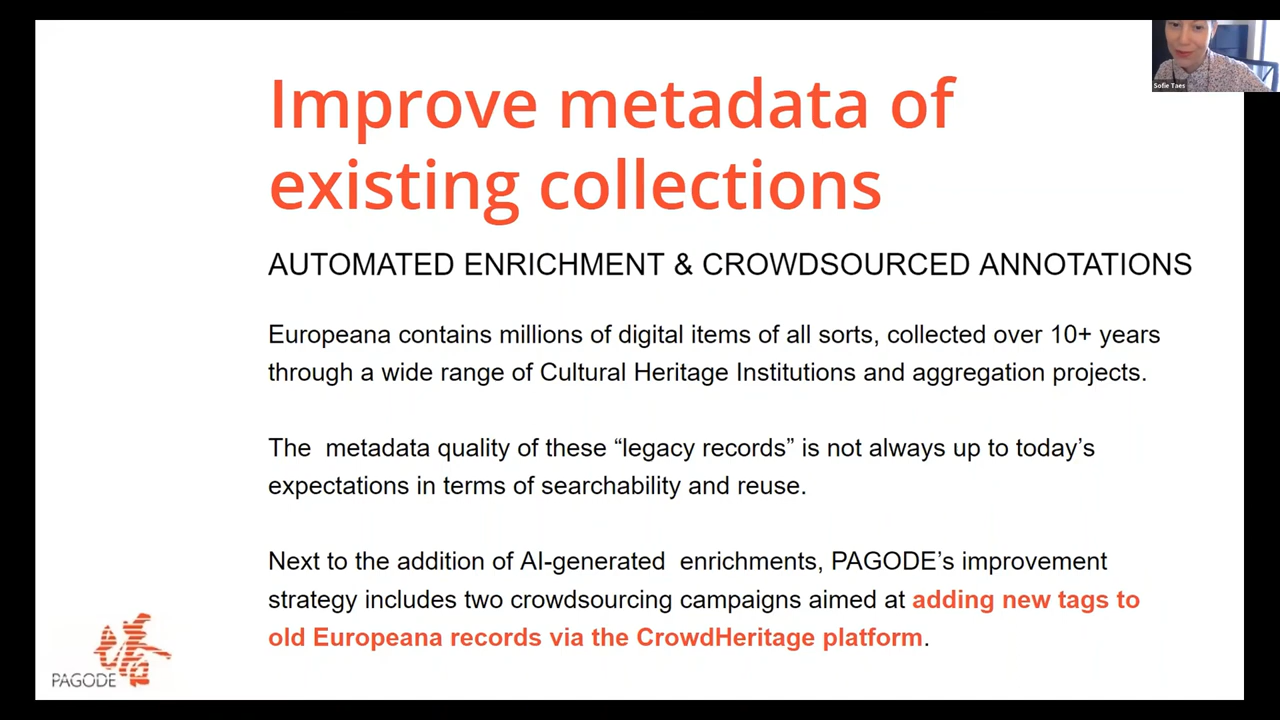 Improve metadata of
existing collections
Sofie Taes
AUTOMATED ENRICHMENT & CROWDSOURCED ANNOTATIONS
Europeana contains millions of digital items of all sorts, collected over 10+ years
through a wide range of Cultural Heritage Institutions and aggregation projects.
The  metadata quality of these “legacy records” is not always up to today’s
expectations in terms of searchability and reuse.
Next to the addition of AI-generated  enrichments, PAGODE’s improvement
strategy includes two crowdsourcing campaigns aimed at adding new tags to
old Europeana records via the CrowdHeritage platform.
PAGODE